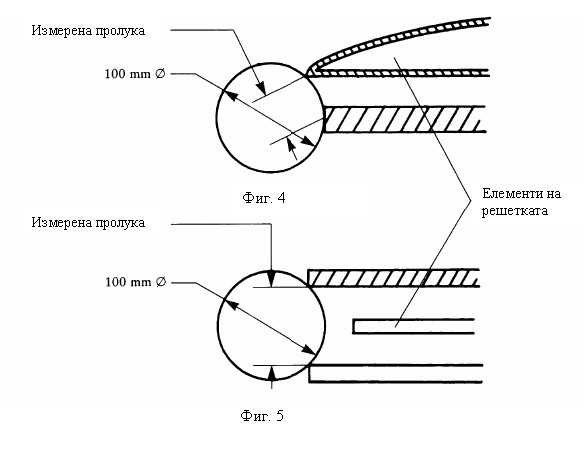 Измерена пролука
100 mm Ø
Фиг. 4
Елементи на
решетката
Измерена пролука
100 mm Ø
Фиг. 5